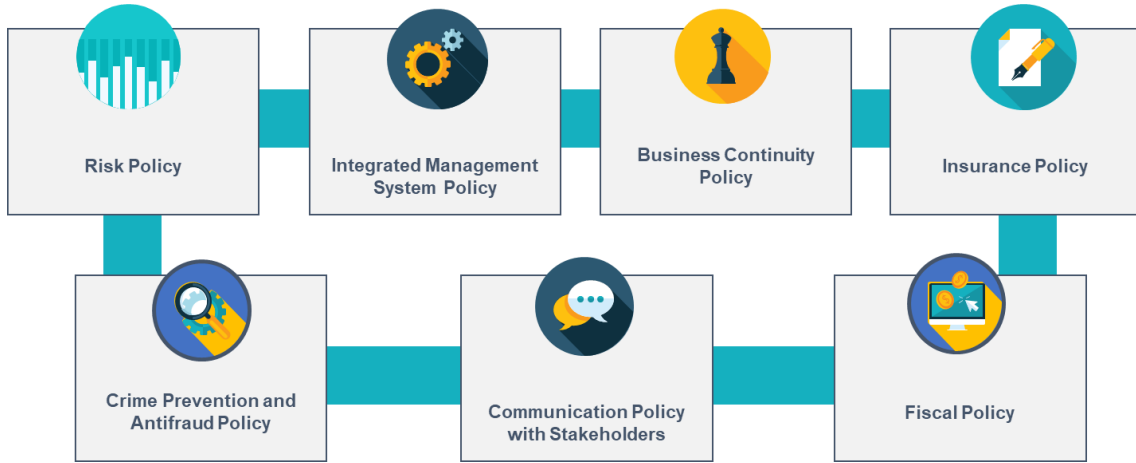 Risk Policy
Integrated Management
System Policy
Business Continuity
Policy
Insurance Policy
Crime Prevention and
Antifraud Policy
Communication Policy
with Stakeholders
Fiscal Policy